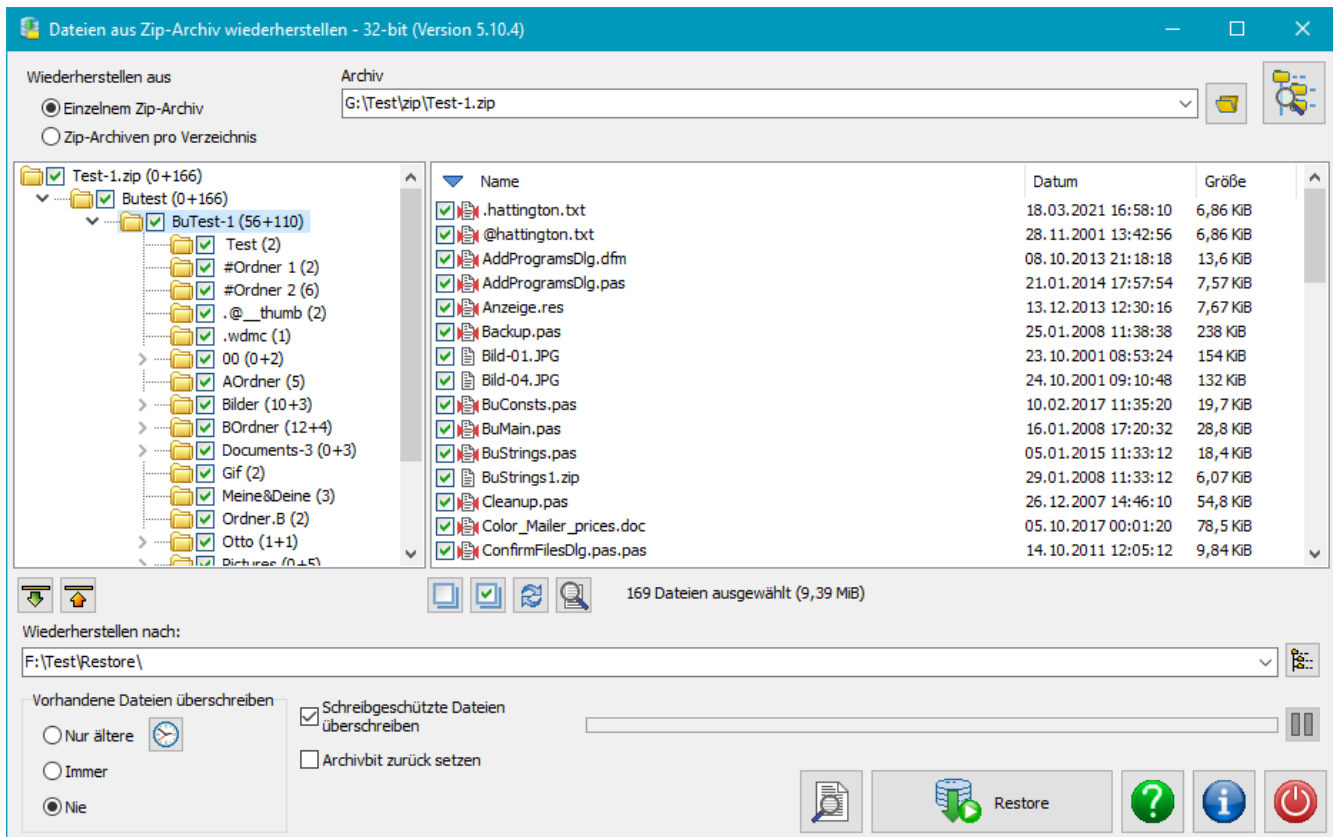 Dateien aus Zip-Archiv wiederherstellen - 32-bit (Version 5.10.4)
Wiederherstellen aus
Archiv
Einzelnem Zip-Archiv
G:\Test\zip\Test-1.zip
Zip-Archiven pro Verzeichnis
Test-1.zip (0+166)
Butest (0+166)
BuTest-1 (56+110)
Test (2)
#Ordner 1 (2)
#Ordner 2 (6)
.@__thumb (2)
.wdmc (1)
00 (0+2)
AOrdner (5)
Bilder (10+3)
BOrdner (12+4)
Documents-3 (0+3)
Gif (2)
Meine&Deine (3)
Ordner.B (2)
Otto (1+1)
Pictures (0+5)
Name Datum Größe
.hattington.txt 18.03.2021 16:58:10 6,86 KiB
@hattington.txt 28.11.2001 13:42:56 6,86 KiB
AddProgramsDlg.dfm 08.10.2013 21:18:18 13,6 KiB
AddProgramsDlg.pas 21.01.2014 17:57:54 7,57 KiB
Anzeige.res 13.12.2013 12:30:16 7,67 KiB
Backup.pas 25.01.2008 11:38:38 238 KiB
Bild-01.JPG 23.10.2001 08:53:24 154 KiB
Bild-04.JPG 24.10.2001 09:10:48 132 KiB
BuConsts.pas 10.02.2017 11:35:20 19,7 KiB
BuMain.pas 16.01.2008 17:20:32 28,8 KiB
BuStrings.pas 05.01.2015 11:33:12 18,4 KiB
BuStrings1.zip 29.01.2008 11:33:12 6,07 KiB
Cleanup.pas 26.12.2007 14:46:10 54,8 KiB
Color_Mailer_prices.doc 05.10.2017 00:01:20 78,5 KiB
ConfirmFilesDlg.pas.pas 14.10.2011 12:05:12 9,84 KiB
169 Dateien ausgewählt (9,39 MiB)
Wiederherstellen nach:
F:\Test\Restore\
Vorhandene Dateien überschreiben
Nur ältere
Immer
Nie
Schreibgeschützte Dateien
überschreiben
Archivbit zurück setzen
Restore